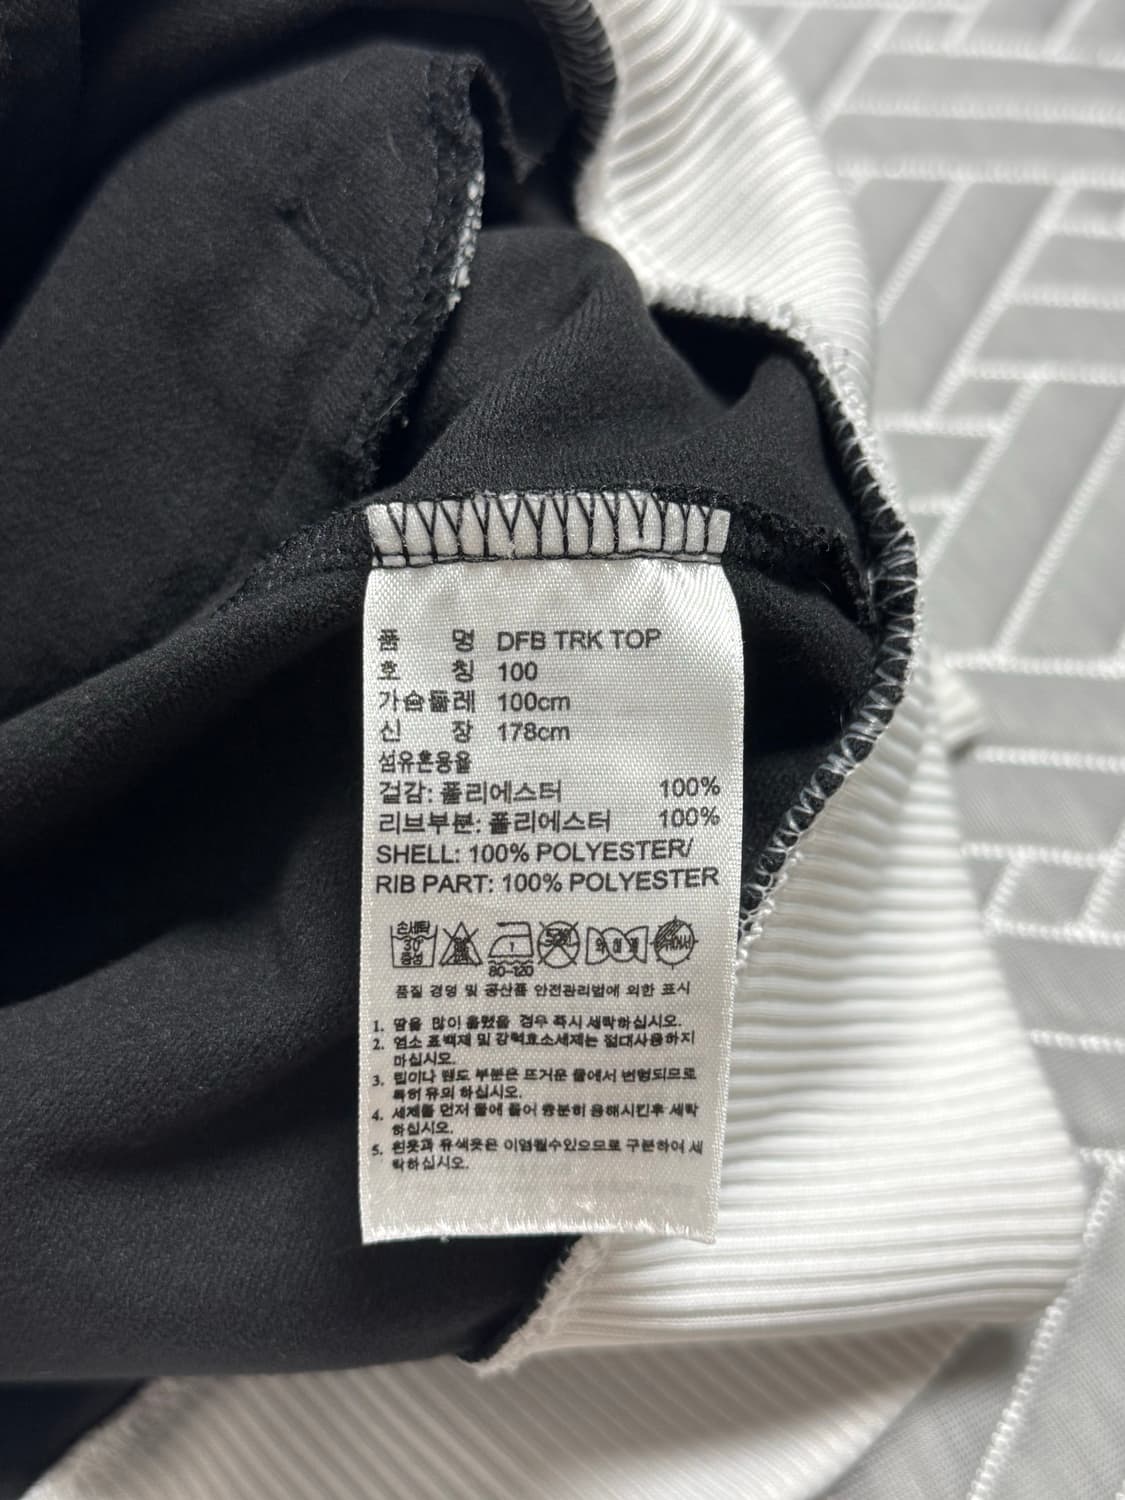 품 명 DFB TRK TOP
호 칭 100
가슴둘레 100cm
신 장 178cm
섬유혼용율
겉감: 폴리에스터 100%
리브부분: 폴리에스터 100%
SHELL: 100% POLYESTER/
RIB PART: 100% POLYESTER
손세탁
30
중성
1
80-120
품질 경영 및 공산품 안전관리법에 의한 표시
1. 땀을 많이 흘렸을 경우 즉시 세탁하십시오.
2. 염소 표백제 및 강력효소세제는 절대사용하지
마십시오.
3. 립이나 밴드 부분은 뜨거운 물에서 변형되므로
특히 유의 하십시오.
4. 세제를 먼저 물에 풀어 충분히 용해시킨후 세탁
하십시오.
5. 흰옷과 유색옷은 이염될수있으므로 구분하여 세
탁하십시오.